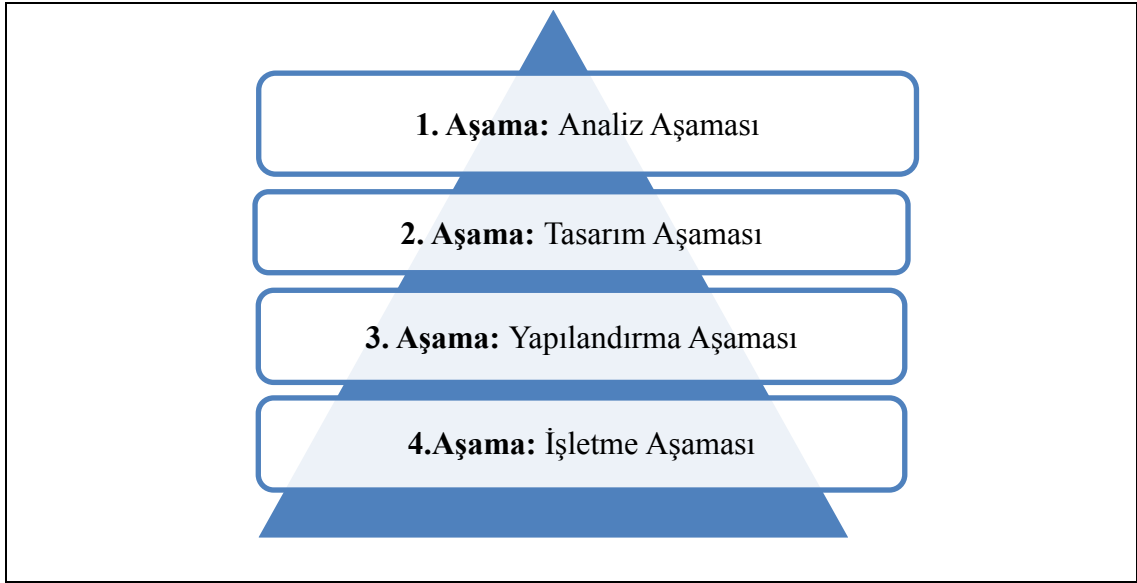 1. Aşama: Analiz Aşaması
2. Aşama: Tasarım Aşaması
3. Aşama: Yapılandırma Aşaması
4.Aşama: İşletme Aşaması